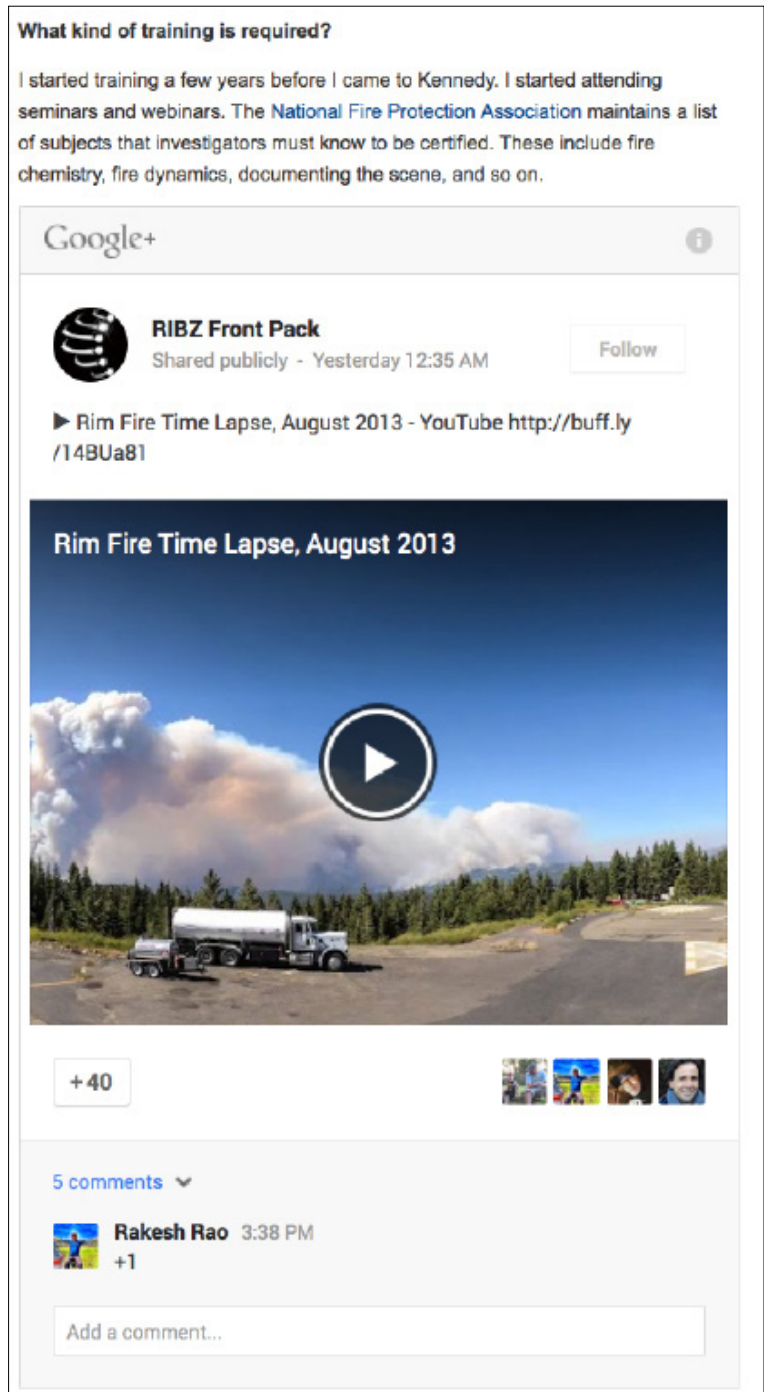 What kind of training is required?
I started training a few years before I came to Kennedy. I started attending
seminars and webinars. The National Fire Protection Association maintains a list
of subjects that investigators must know to be certified. These include fire
chemistry, fire dynamics, documenting the scene, and so on.
Google+
RIBZ Front Pack
Shared publicly - Yesterday 12:35 AM
Follow
▶ Rim Fire Time Lapse, August 2013 - YouTube http://buff.ly
/14BUa81
Rim Fire Time Lapse, August 2013
+40
5 comments
Rakesh Rao 3:38 PM
+1
Add a comment...